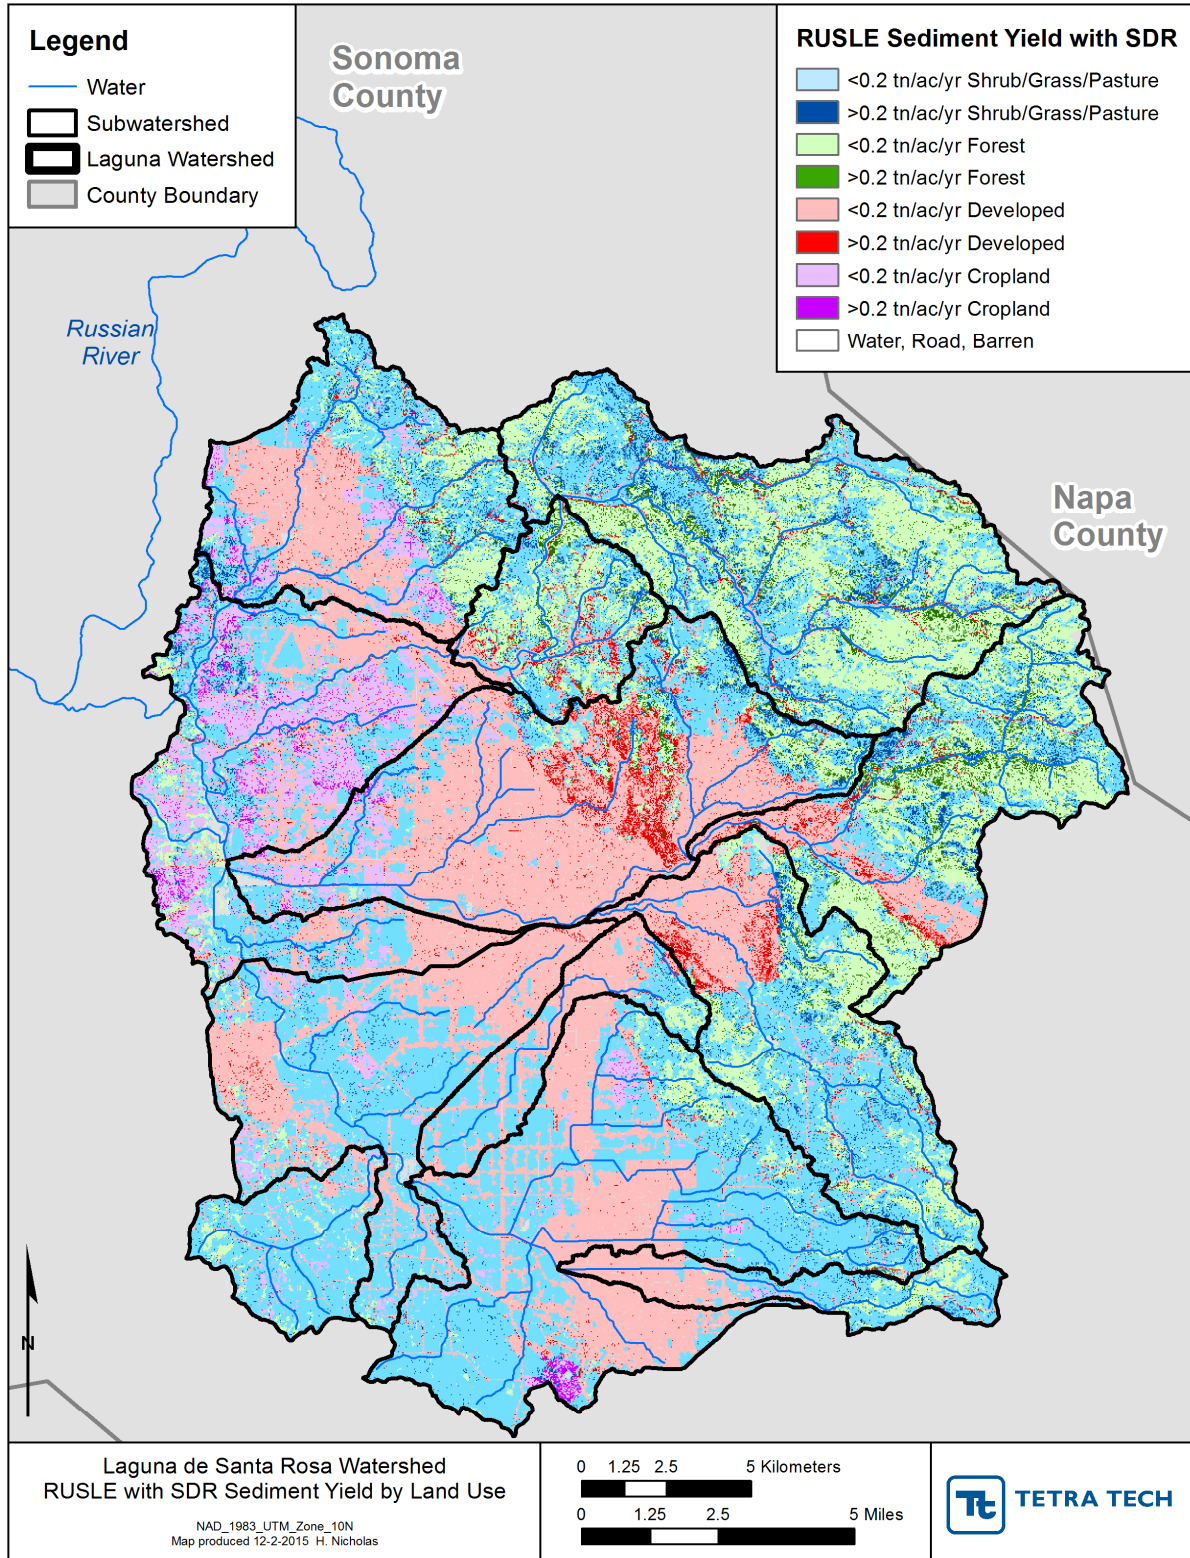 Legend
Water
Subwatershed
Laguna Watershed
County Boundary
Sonoma
County
RUSLE Sediment Yield with SDR
<0.2 tn/ac/yr Shrub/Grass/Pasture
>0.2 tn/ac/yr Shrub/Grass/Pasture
<0.2 tn/ac/yr Forest
>0.2 tn/ac/yr Forest
<0.2 tn/ac/yr Developed
>0.2 tn/ac/yr Developed
<0.2 tn/ac/yr Cropland
>0.2 tn/ac/yr Cropland
Water, Road, Barren
Russian
River
Napa
County
N
Laguna de Santa Rosa Watershed
RUSLE with SDR Sediment Yield by Land Use
NAD_1983_UTM_Zone_10N
Map produced 12-2-2015 H. Nicholas
0 1.25 2.5 5 Kilometers
0 1.25 2.5 5 Miles
Tt TETRA TECH